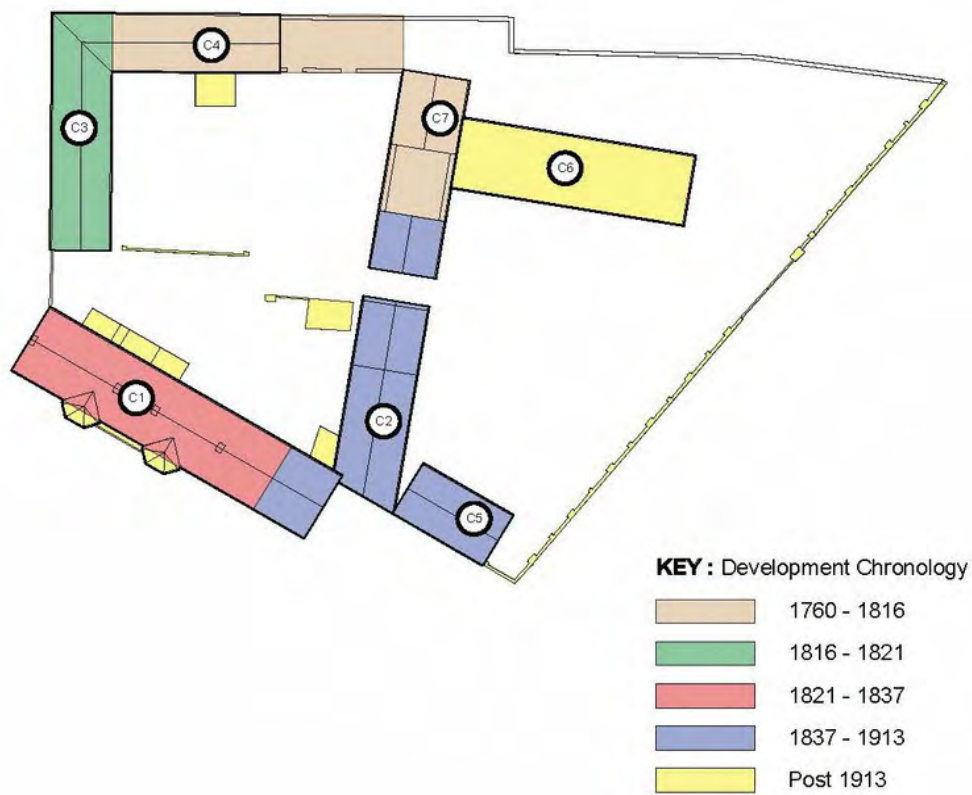 C4
C7
C3
C6
C1
C2
C5
KEY : Development Chronology
1760 - 1816
1816 - 1821
1821 - 1837
1837 - 1913
Post 1913